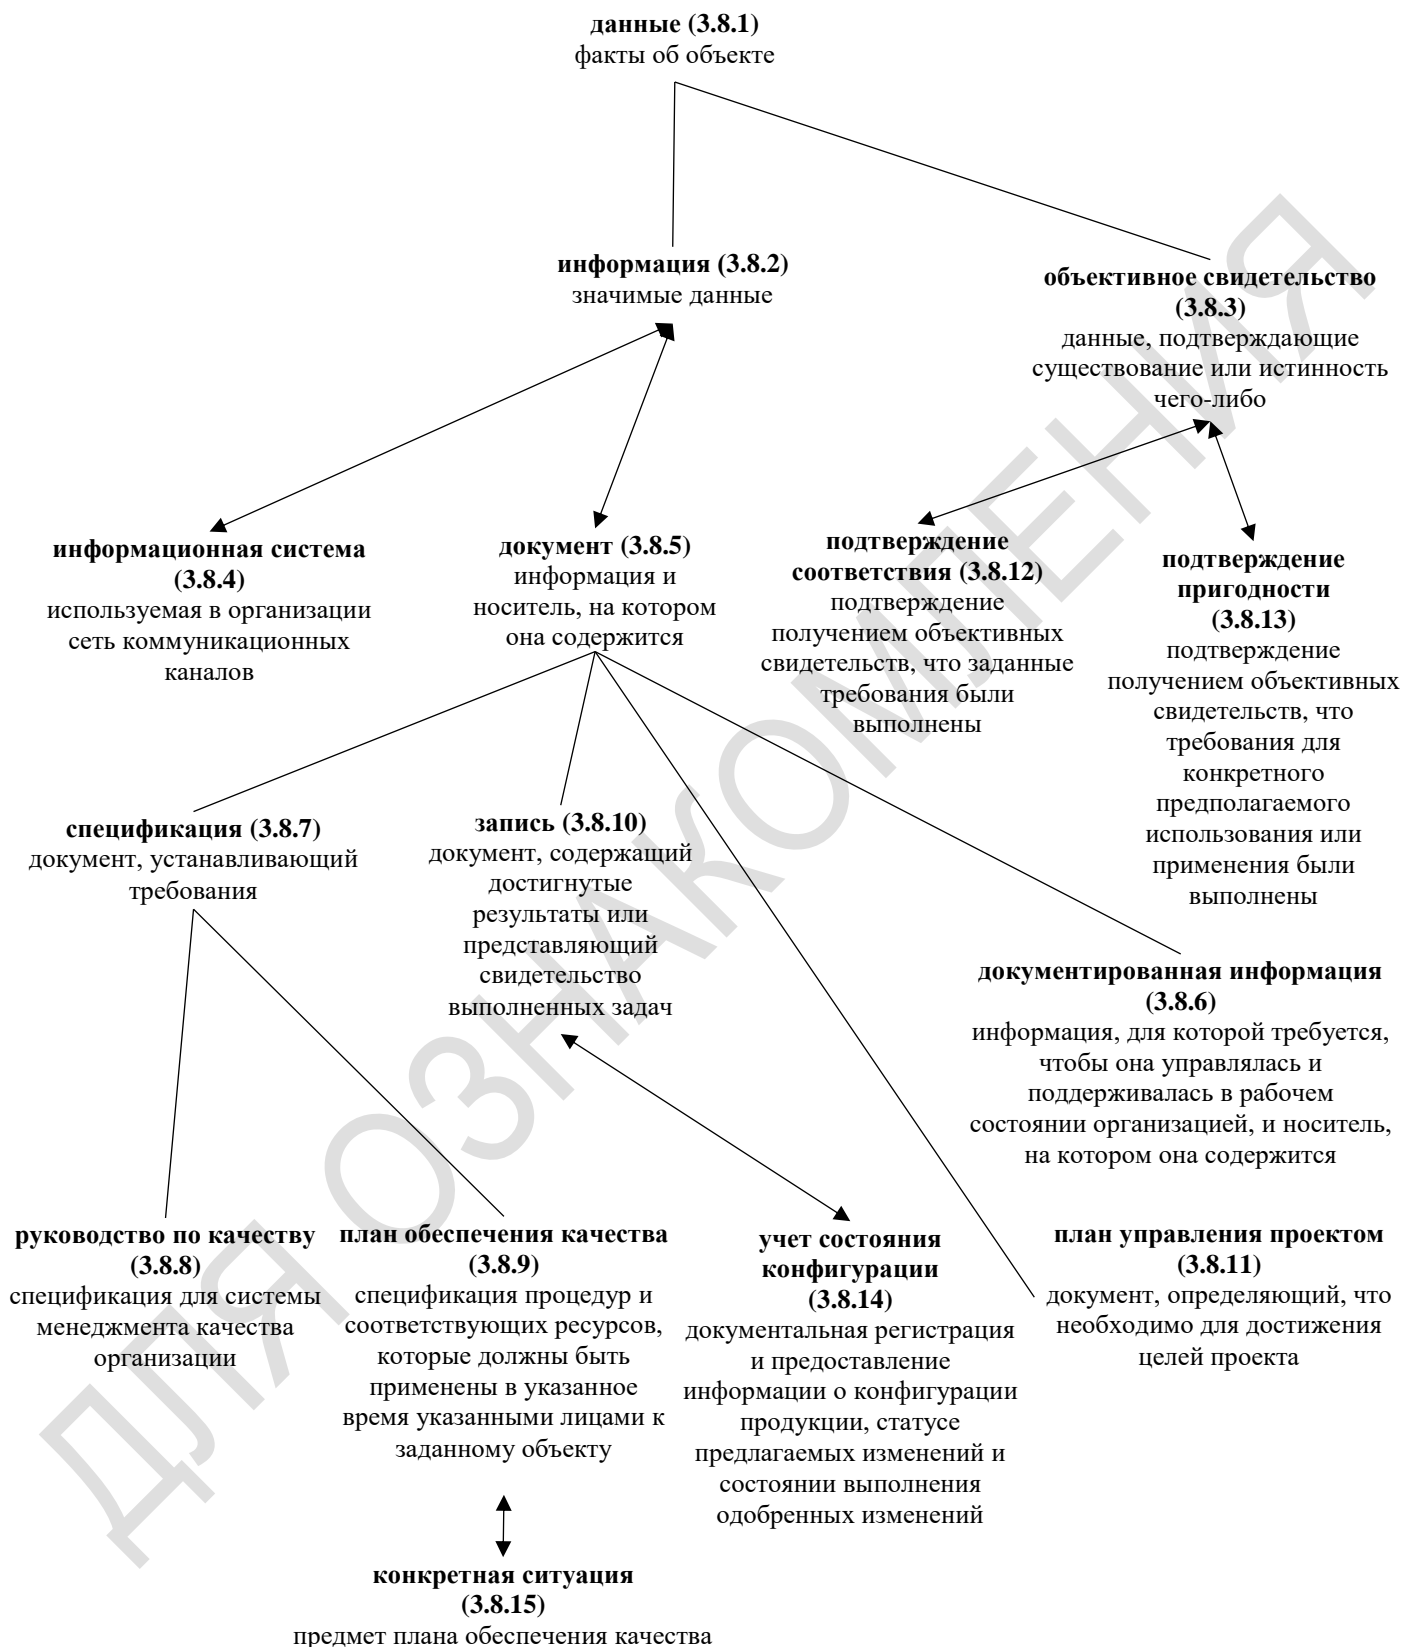 данные (3.8.1)
факты об объекте
информация (3.8.2)
значимые данные
объективное свидетельство
(3.8.3)
данные, подтверждающие
существование или истинность
чего-либо
информационная система
(3.8.4)
используемая в организации
сеть коммуникационных
каналов
документ (3.8.5)
информация и
носитель, на котором
она содержится
подтверждение
соответствия (3.8.12)
подтверждение
получением объективных
свидетельств, что заданные
требования были
выполнены
подтверждение
пригодности
(3.8.13)
подтверждение
получением объективных
свидетельств, что
требования для
конкретного
предполагаемого
использования или
применения были
выполнены
спецификация (3.8.7)
документ, устанавливающий
требования
запись (3.8.10)
документ, содержащий
достигнутые
результаты или
представляющий
свидетельство
выполненных задач
документированная информация
(3.8.6)
информация, для которой требуется,
чтобы она управлялась и
поддерживалась в рабочем
состоянии организацией, и носитель,
на котором она содержится
руководство по качеству
(3.8.8)
спецификация для системы
менеджмента качества
организации
план обеспечения качества
(3.8.9)
спецификация процедур и
соответствующих ресурсов,
которые должны быть
применены в указанное
время указанными лицами к
заданному объекту
учет состояния
конфигурации
(3.8.14)
документальная регистрация
и предоставление
информации о конфигурации
продукции, статусе
предлагаемых изменений и
состоянии выполнения
одобренных изменений
план управления проектом
(3.8.11)
документ, определяющий, что
необходимо для достижения
целей проекта
конкретная ситуация
(3.8.15)
предмет плана обеспечения качества
ДЛЯ ОЗНАКОМЛЕНИЯ